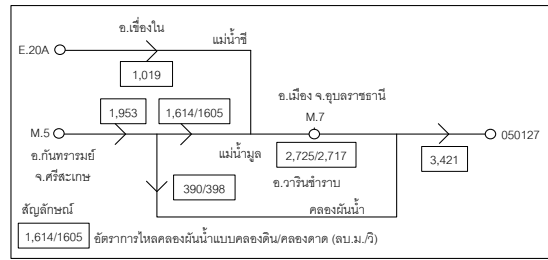 อ.เขื่องใน
แม่น้ำชี
E.20A
1,019
อ.เมือง จ.อุบลราชธานี
1,953
1,614/1605
M.7
M.5
050127
แม่น้ำมูล
2,725/2,717
3,421
อ.กันทรารมย์
จ.ศรีสะเกษ
390/398
อ.วารินชำราบ
สัญลักษณ์
คลองผันน้ำ
1,614/1605 อัตราการไหลคลองผันน้ำแบบคลองดิน/คลองดาด (ลบ.ม./วิ)